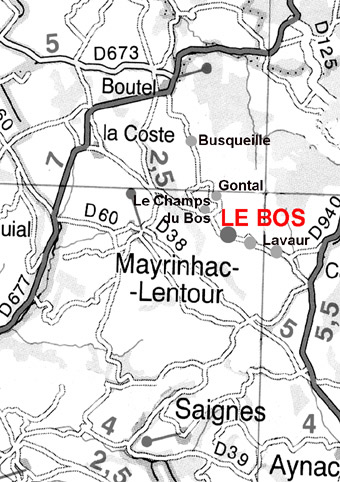 5
D673
D125
60
Boutel
la Coste
Busqueille
2,5
7
Gontal
Le Champs
du Bos
LE BOS
D60
D38
D940
uial
Lavaur
Mayrinhac-
-Lentour
C
D677
5
5,5
Saignes
4
4
D39
2,5
Aynac